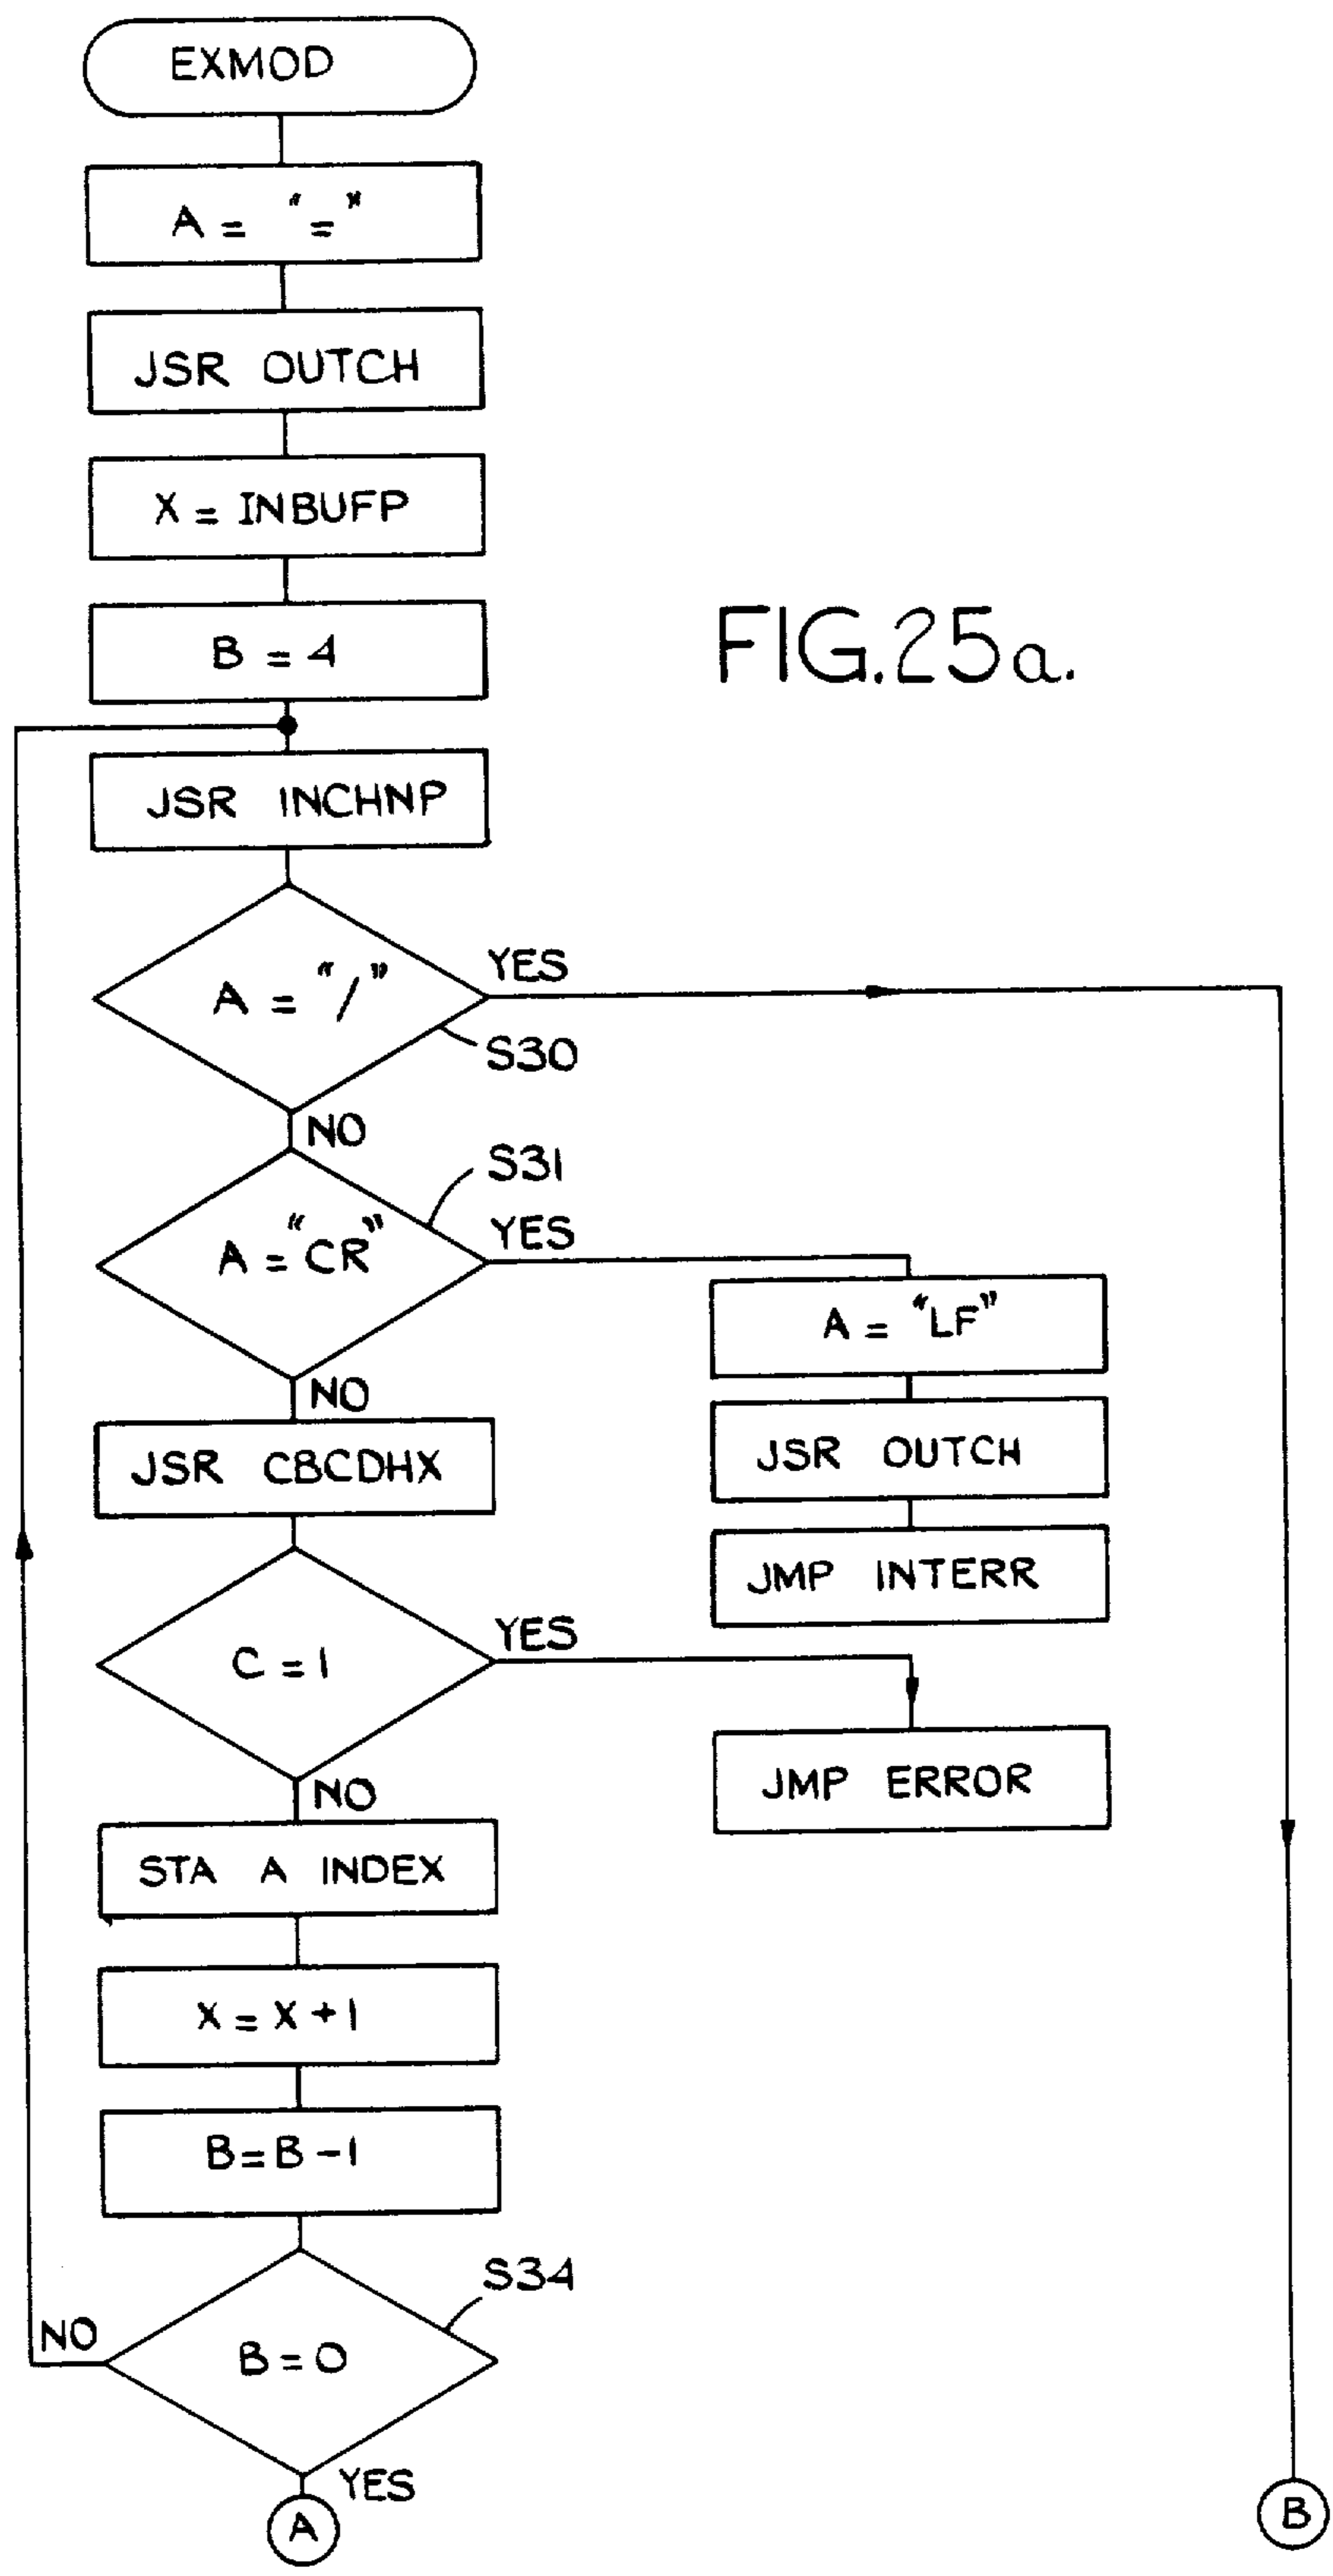 EXMOD
A = "="
JSR OUTCH
X = INBUFP
B = 4
FIG. 25a.
JSR INCHNP
A = "/"
YES
S30
NO
S31
A = "CR"
YES
A = "LF"
NO
JSR OUTCH
JSR CBCDHX
JMP INTERR
C = 1
YES
NO
JMP ERROR
STA A INDEX
X = X + 1
B = B - 1
S34
NO
B = 0
YES
A
B